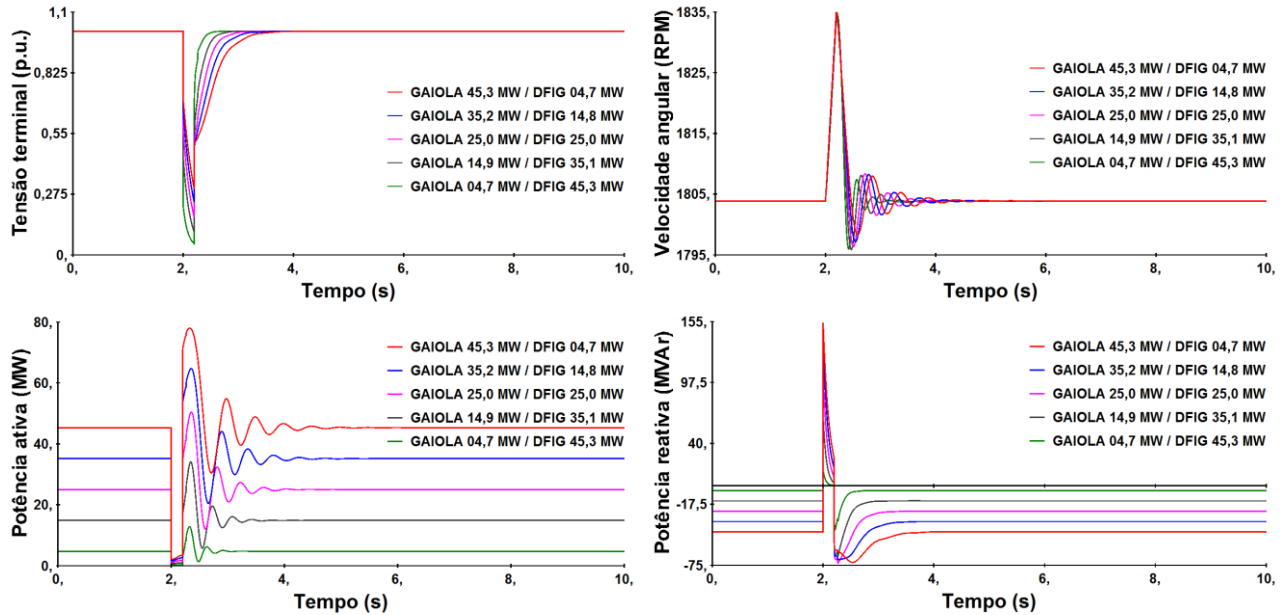 Tensão terminal (p.u.)
1,1
0,825
0,55
0,275
0,
GAIOLA 45,3 MW / DFIG 04,7 MW
GAIOLA 35,2 MW / DFIG 14,8 MW
GAIOLA 25,0 MW / DFIG 25,0 MW
GAIOLA 14,9 MW / DFIG 35,1 MW
GAIOLA 04,7 MW / DFIG 45,3 MW
0, 2, 4, 6, 8, 10,
Tempo (s)
Velocidade angular (RPM)
1835,
1825,
1815,
1805,
1795,
GAIOLA 45,3 MW / DFIG 04,7 MW
GAIOLA 35,2 MW / DFIG 14,8 MW
GAIOLA 25,0 MW / DFIG 25,0 MW
GAIOLA 14,9 MW / DFIG 35,1 MW
GAIOLA 04,7 MW / DFIG 45,3 MW
0, 2, 4, 6, 8, 10,
Tempo (s)
Potência ativa (MW)
80,
60,
40,
20,
0,
GAIOLA 45,3 MW / DFIG 04,7 MW
GAIOLA 35,2 MW / DFIG 14,8 MW
GAIOLA 25,0 MW / DFIG 25,0 MW
GAIOLA 14,9 MW / DFIG 35,1 MW
GAIOLA 04,7 MW / DFIG 45,3 MW
0, 2, 4, 6, 8, 10,
Tempo (s)
Potência reativa (MVAr)
155,
97,5
40,
-17,5
-75,
GAIOLA 45,3 MW / DFIG 04,7 MW
GAIOLA 35,2 MW / DFIG 14,8 MW
GAIOLA 25,0 MW / DFIG 25,0 MW
GAIOLA 14,9 MW / DFIG 35,1 MW
GAIOLA 04,7 MW / DFIG 45,3 MW
0, 2, 4, 6, 8, 10,
Tempo (s)